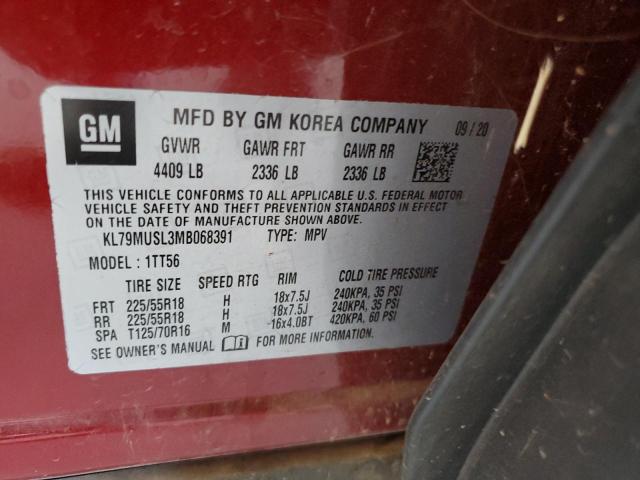 GM
MFD BY GM KOREA COMPANY 09/20
GVWR GAWR FRT GAWR RR
4409 LB 2336 LB 2336 LB
THIS VEHICLE CONFORMS TO ALL APPLICABLE U.S. FEDERAL MOTOR
VEHICLE SAFETY AND THEFT PREVENTION STANDARDS IN EFFECT
ON THE DATE OF MANUFACTURE SHOWN ABOVE.
KL79MUSL3MB068391 TYPE: MPV
MODEL: 1TT56
TIRE SIZE SPEED RTG RIM COLD TIRE PRESSURE
FRT 225/55R18 H 18x7.5J 240KPA, 35 PSI
RR 225/55R18 H 18x7.5J 240KPA, 35 PSI
SPA T125/70R16 M -16x4.0BT 420KPA, 60 PSI
SEE OWNER'S MANUAL FOR MORE INFORMATION.